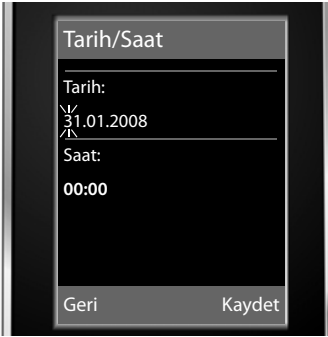 Tarih/Saat
Tarih:
31.01.2008
Saat:
00:00
Geri Kaydet